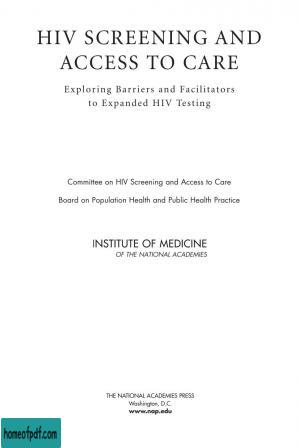 HIV SCREENING AND
ACCESS TO CARE
Exploring Barriers and Facilitators
to Expanded HIV Testing
Committee on HIV Screening and Access to Care
Board on Population Health and Public Health Practice
INSTITUTE OF MEDICINE
OF THE NATIONAL ACADEMIES
THE NATIONAL ACADEMIES PRESS
Washington, D.C.
www.nap.edu
homeofpdf.com